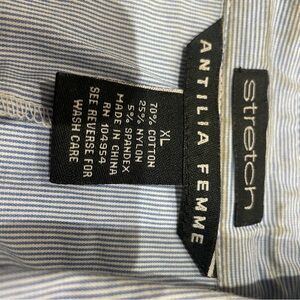 stretch
ANTILIA FEMME
XL
70% COTTON
25% NYLON
5% SPANDEX
MADE IN CHINA
RN 104954
SEE REVERSE FOR
WASH CARE